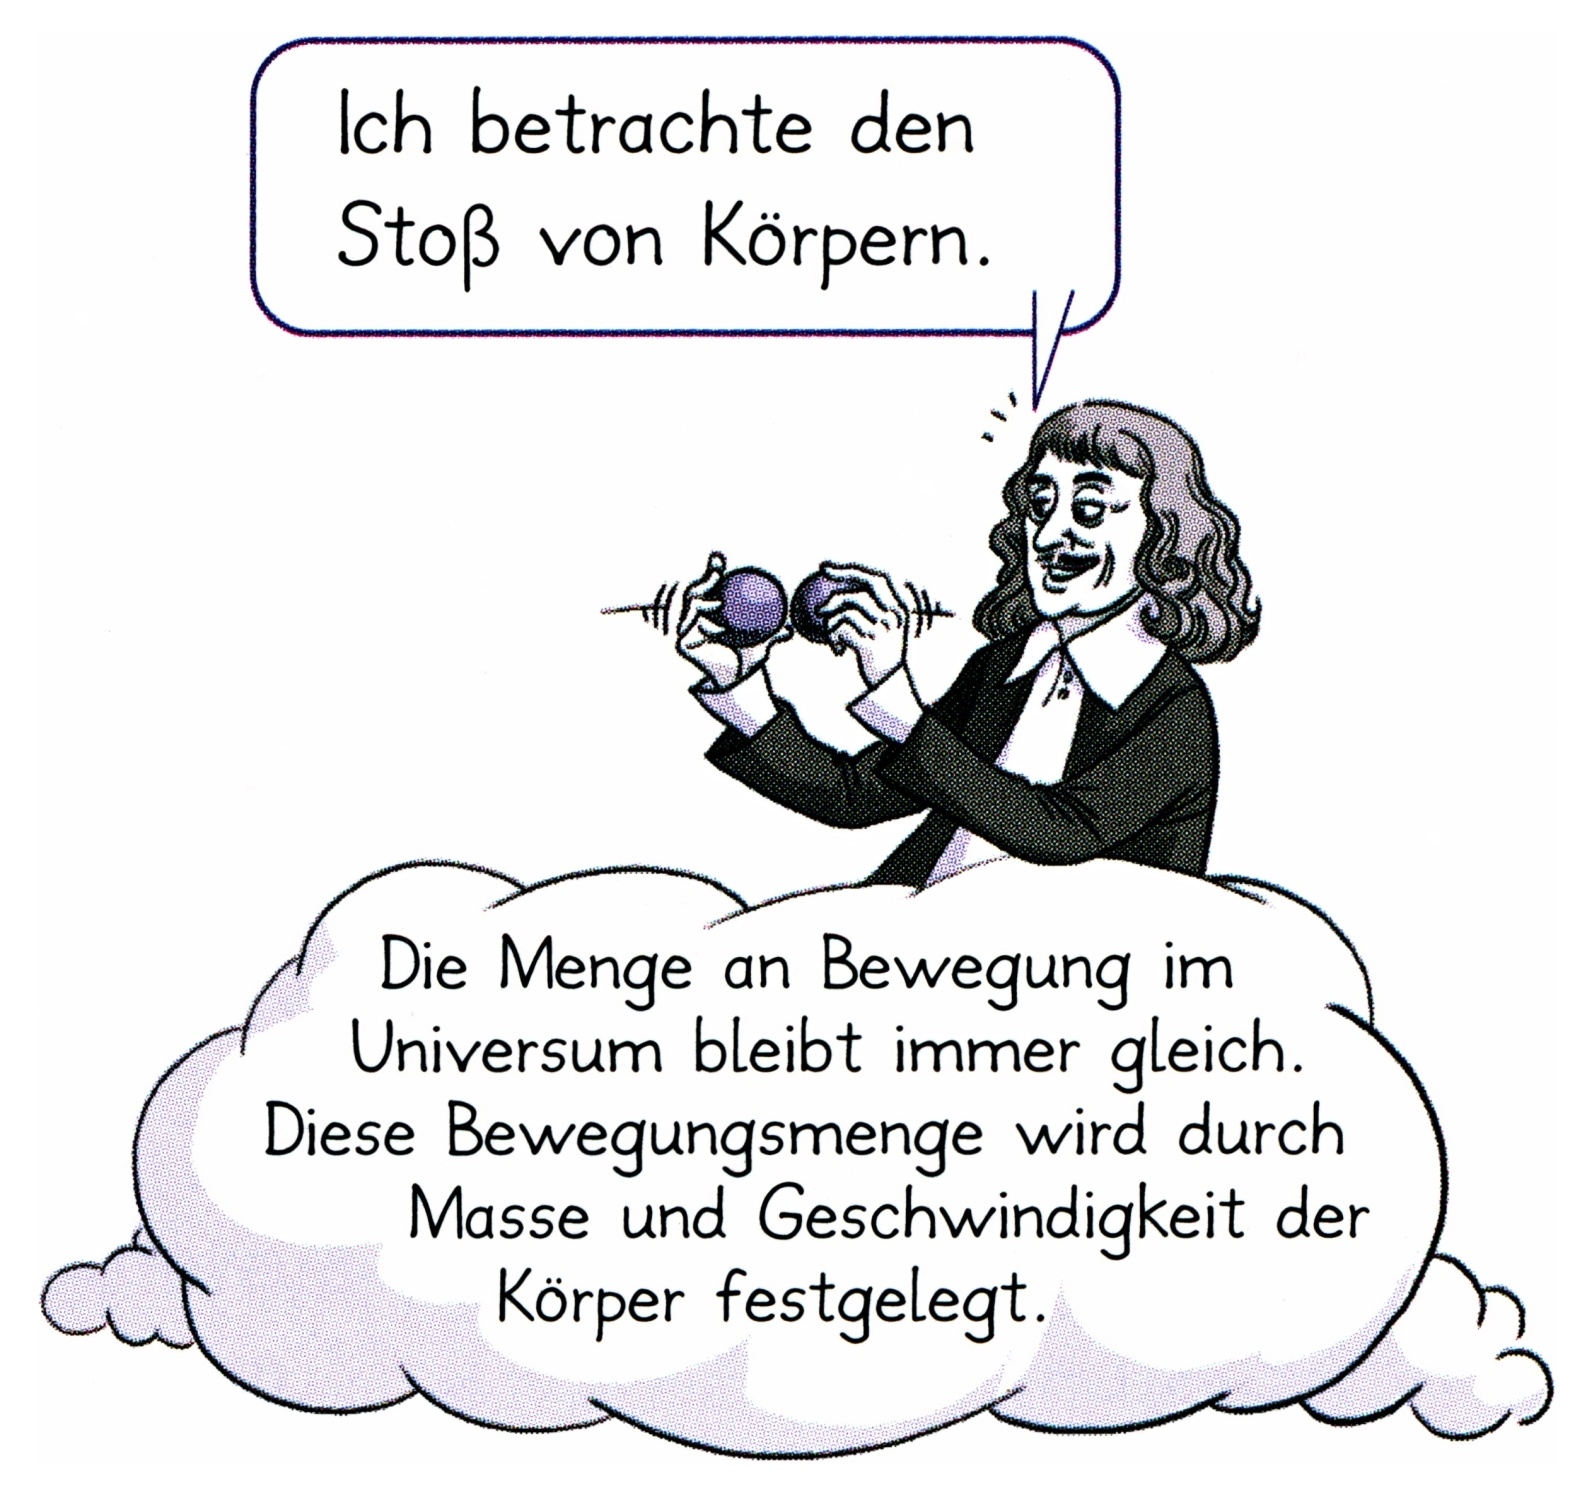 Ich betrachte den
Stoß von Körpern.
Die Menge an Bewegung im
Universum bleibt immer gleich.
Diese Bewegungsmenge wird durch
Masse und Geschwindigkeit der
Körper festgelegt.